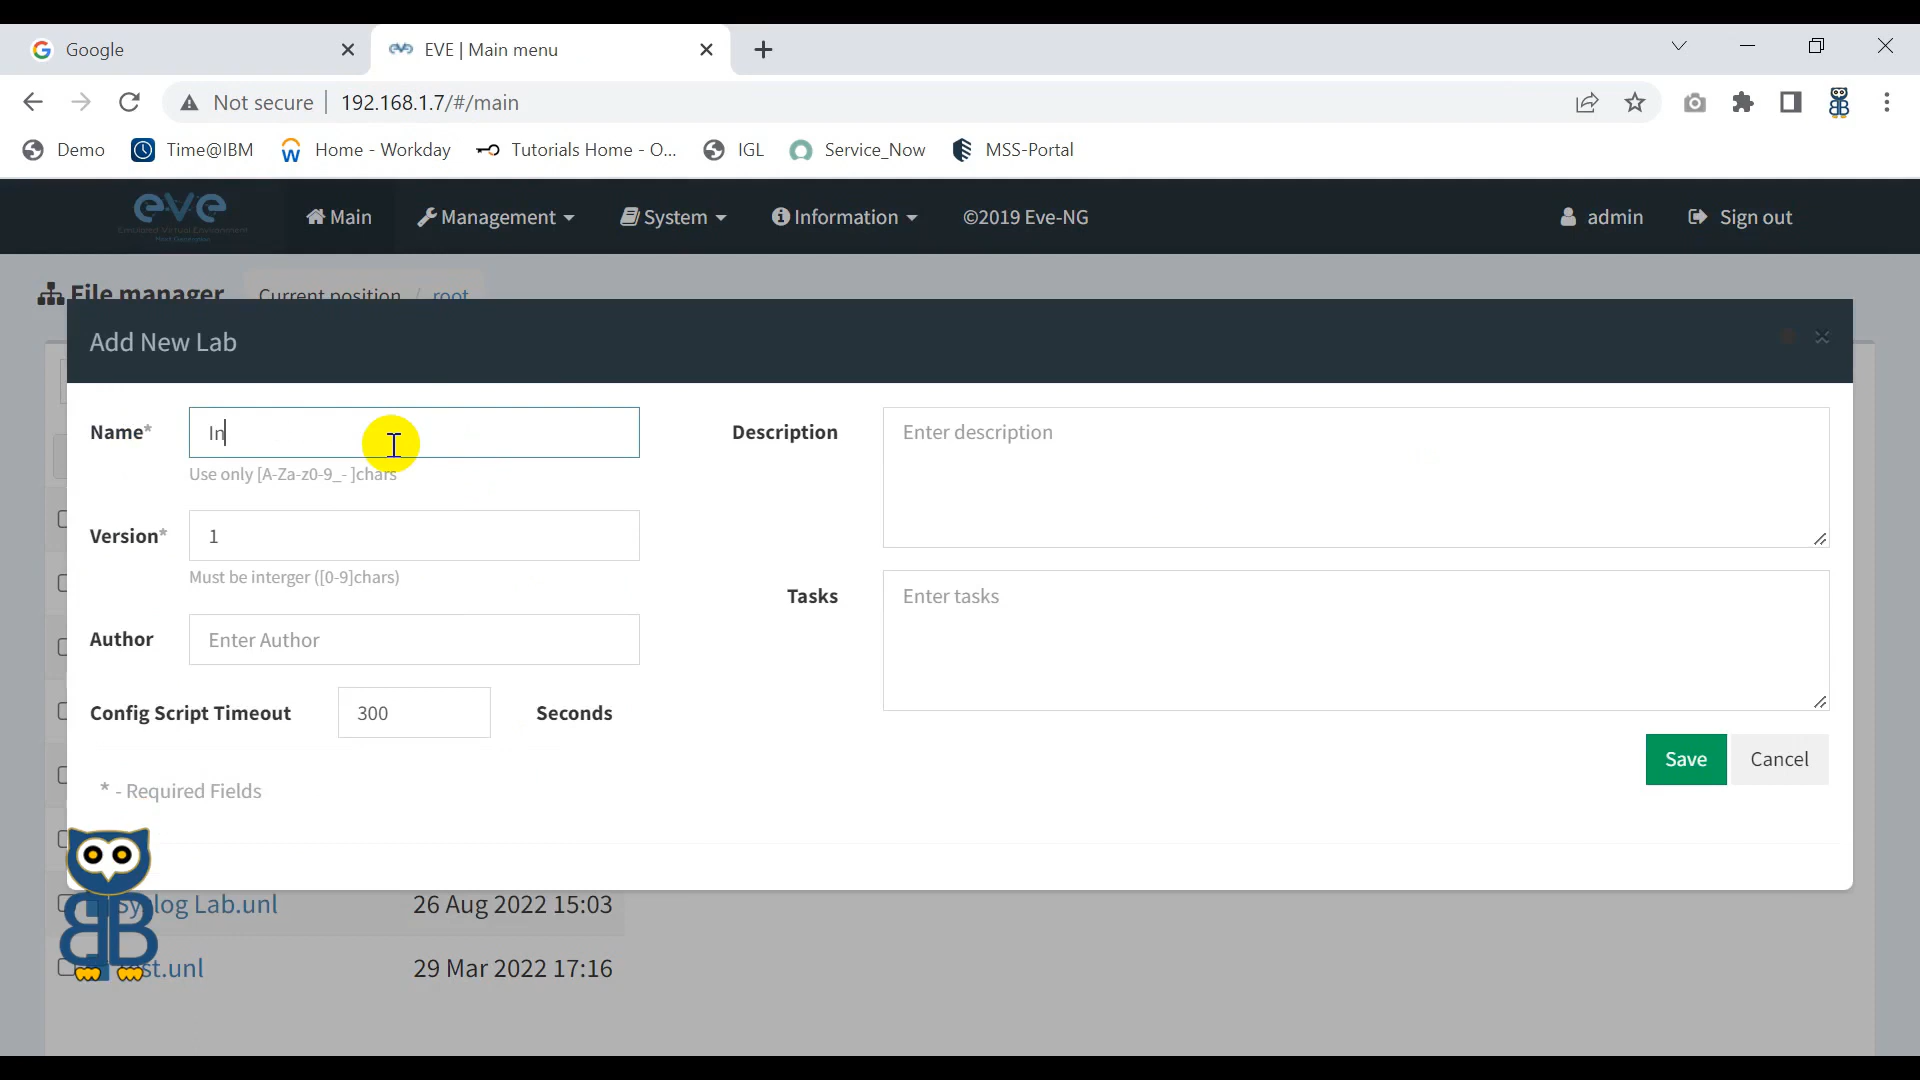 Google
EVE | Main menu
Not secure
192.168.1.7/#/main
Demo
Time@IBM
Home - Workday
Tutorials Home - O...
IGL
Service_Now
MSS-Portal
eve
Emulated Virtual Environment
Main
Management
System
Information
©2019 Eve-NG
admin
Sign out
File manager
Current position / root
Add New Lab
Name*
In
Use only [A-Za-z0-9_- ]chars
Version*
1
Must be interger ([0-9]chars)
Author
Enter Author
Config Script Timeout
300
Seconds
* - Required Fields
Description
Enter description
Tasks
Enter tasks
Save
Cancel
Syslog Lab.unl
26 Aug 2022 15:03
st.unl
29 Mar 2022 17:16